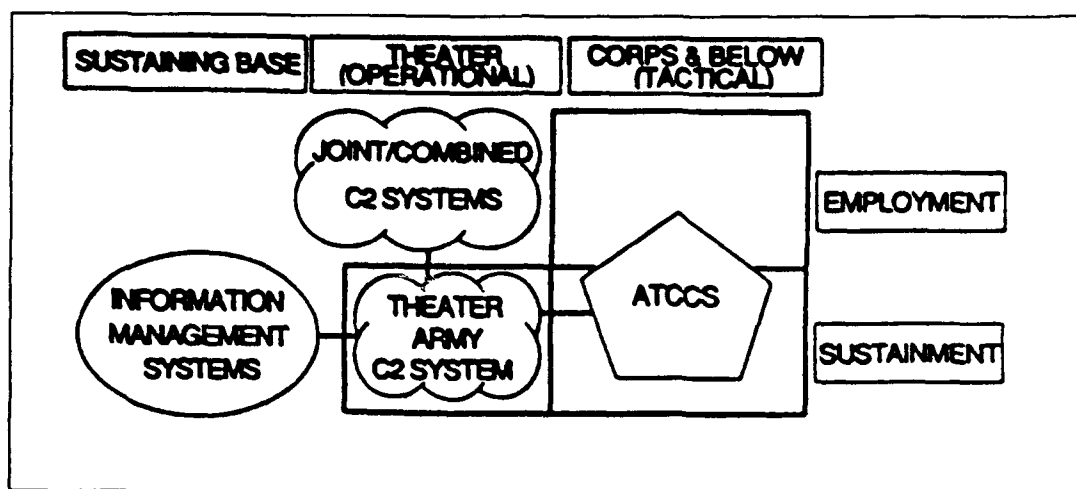 SUSTAINING BASE
THEATER
(OPERATIONAL)
CORPS & BELOW
(TACTICAL)
JOINT/COMBINED
C2 SYSTEMS
EMPLOYMENT
INFORMATION
MANAGEMENT
SYSTEMS
THEATER
ARMY
C2 SYSTEM
ATCCS
SUSTAINMENT